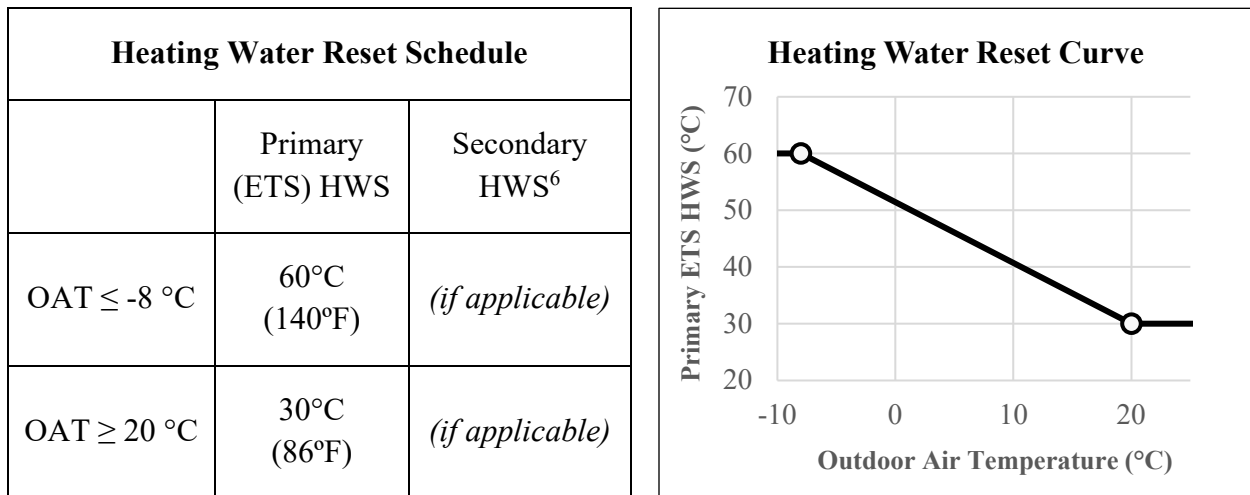 Heating Water Reset Schedule
Primary
(ETS) HWS
Secondary
HWS⁶
OAT ≤ -8 °C
60°C
(140ºF)
(if applicable)
OAT ≥ 20 °C
30°C
(86ºF)
(if applicable)
Heating Water Reset Curve
Primary ETS HWS (°C)
70
60
50
40
30
20
-10
0
10
20
Outdoor Air Temperature (°C)